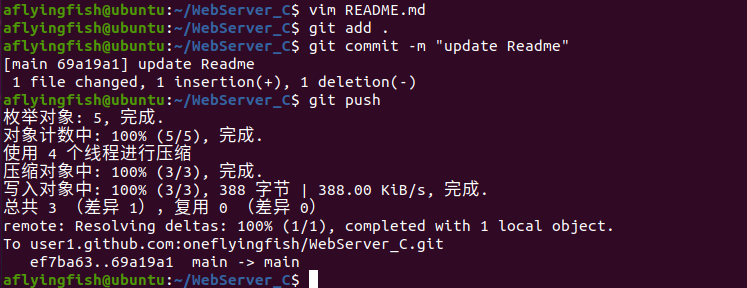 aflyingfish@ubuntu:~/WebServer_C$ vim README.md
aflyingfish@ubuntu:~/WebServer_C$ git add .
aflyingfish@ubuntu:~/WebServer_C$ git commit -m "update Readme"
[main 69a19a1] update Readme
 1 file changed, 1 insertion(+), 1 deletion(-)
aflyingfish@ubuntu:~/WebServer_C$ git push
枚举对象: 5, 完成.
对象计数中: 100% (5/5), 完成.
使用 4 个线程进行压缩
压缩对象中: 100% (3/3), 完成.
写入对象中: 100% (3/3), 388 字节 | 388.00 KiB/s, 完成.
总共 3 （差异 1），复用 0 （差异 0）
remote: Resolving deltas: 100% (1/1), completed with 1 local object.
To user1.github.com:oneflyingfish/WebServer_C.git
   ef7ba63..69a19a1  main -> main
aflyingfish@ubuntu:~/WebServer_C$